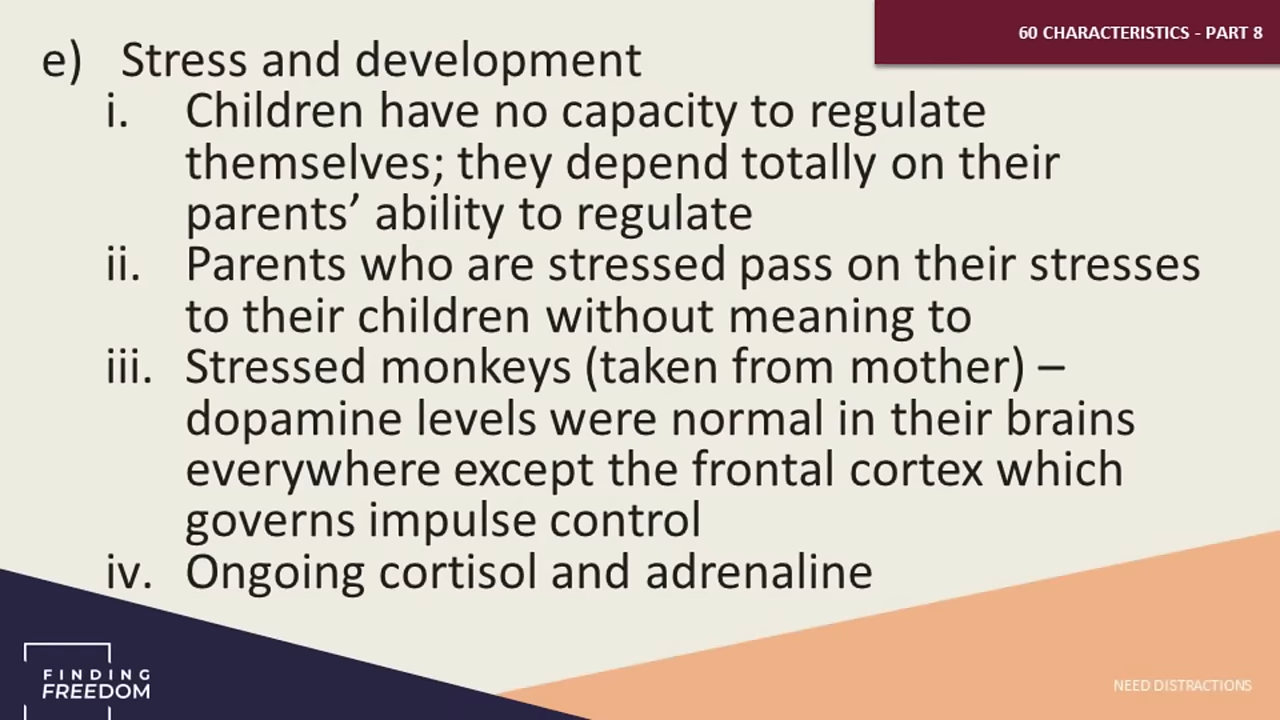 60 CHARACTERISTICS - PART 8
e) Stress and development
i. Children have no capacity to regulate
themselves; they depend totally on their
parents’ ability to regulate
ii. Parents who are stressed pass on their stresses
to their children without meaning to
iii. Stressed monkeys (taken from mother) –
dopamine levels were normal in their brains
everywhere except the frontal cortex which
governs impulse control
iv. Ongoing cortisol and adrenaline
FINDING
FREEDOM
NEED DISTRACTIONS